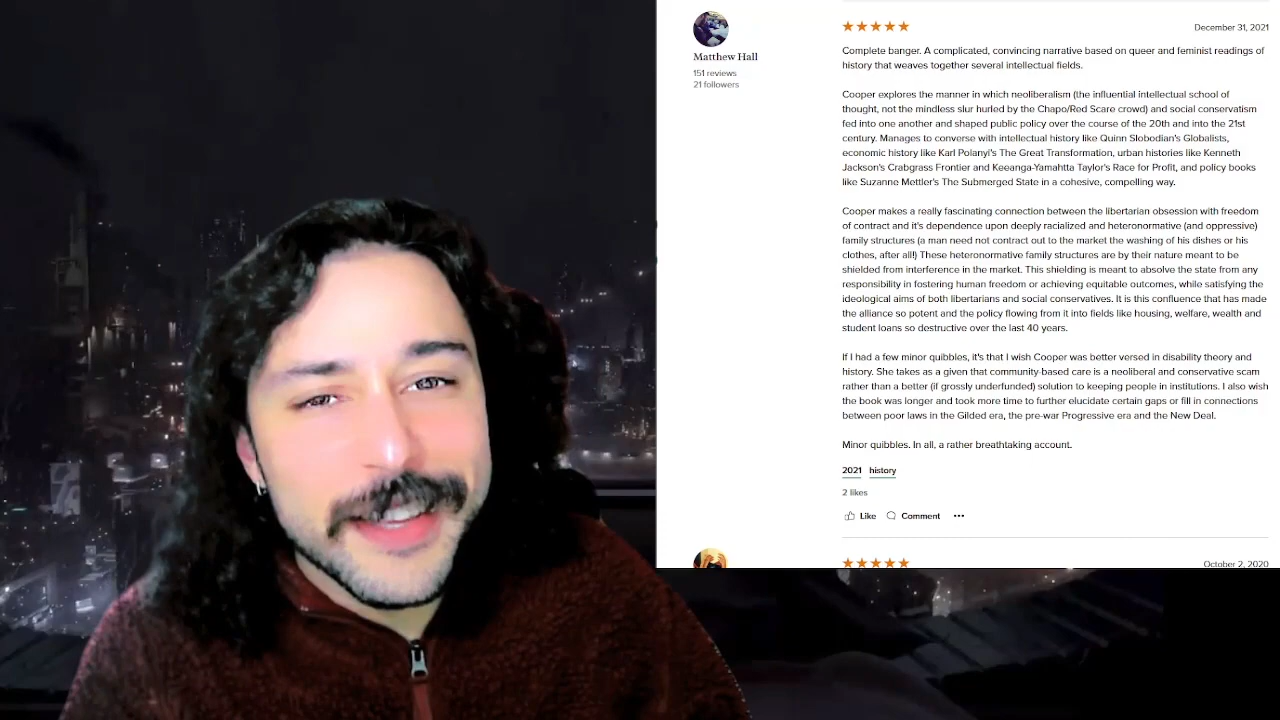 December 31, 2021
Matthew Hall
151 reviews
21 followers
Complete banger. A complicated, convincing narrative based on queer and feminist readings of
history that weaves together several intellectual fields.
Cooper explores the manner in which neoliberalism (the influential intellectual school of
thought, not the mindless slur hurled by the Chapo/Red Scare crowd) and social conservatism
fed into one another and shaped public policy over the course of the 20th and into the 21st
century. Manages to converse with intellectual history like Quinn Slobodian's Globalists,
economic history like Karl Polanyi's The Great Transformation, urban histories like Kenneth
Jackson's Crabgrass Frontier and Keeanga-Yamahtta Taylor's Race for Profit, and policy books
like Suzanne Mettler's The Submerged State in a cohesive, compelling way.
Cooper makes a really fascinating connection between the libertarian obsession with freedom
of contract and it's dependence upon deeply racialized and heteronormative (and oppressive)
family structures (a man need not contract out to the market the washing of his dishes or his
clothes, after all!) These heteronormative family structures are by their nature meant to be
shielded from interference in the market. This shielding is meant to absolve the state from any
responsibility in fostering human freedom or achieving equitable outcomes, while satisfying the
ideological aims of both libertarians and social conservatives. It is this confluence that has made
the alliance so potent and the policy flowing from it into fields like housing, welfare, wealth and
student loans so destructive over the last 40 years.
If I had a few minor quibbles, it's that I wish Cooper was better versed in disability theory and
history. She takes as a given that community-based care is a neoliberal and conservative scam
rather than a better (if grossly underfunded) solution to keeping people in institutions. I also wish
the book was longer and took more time to further elucidate certain gaps or fill in connections
between poor laws in the Gilded era, the pre-war Progressive era and the New Deal.
Minor quibbles. In all, a rather breathtaking account.
2021 history
2 likes
Like Comment
October 2, 2020